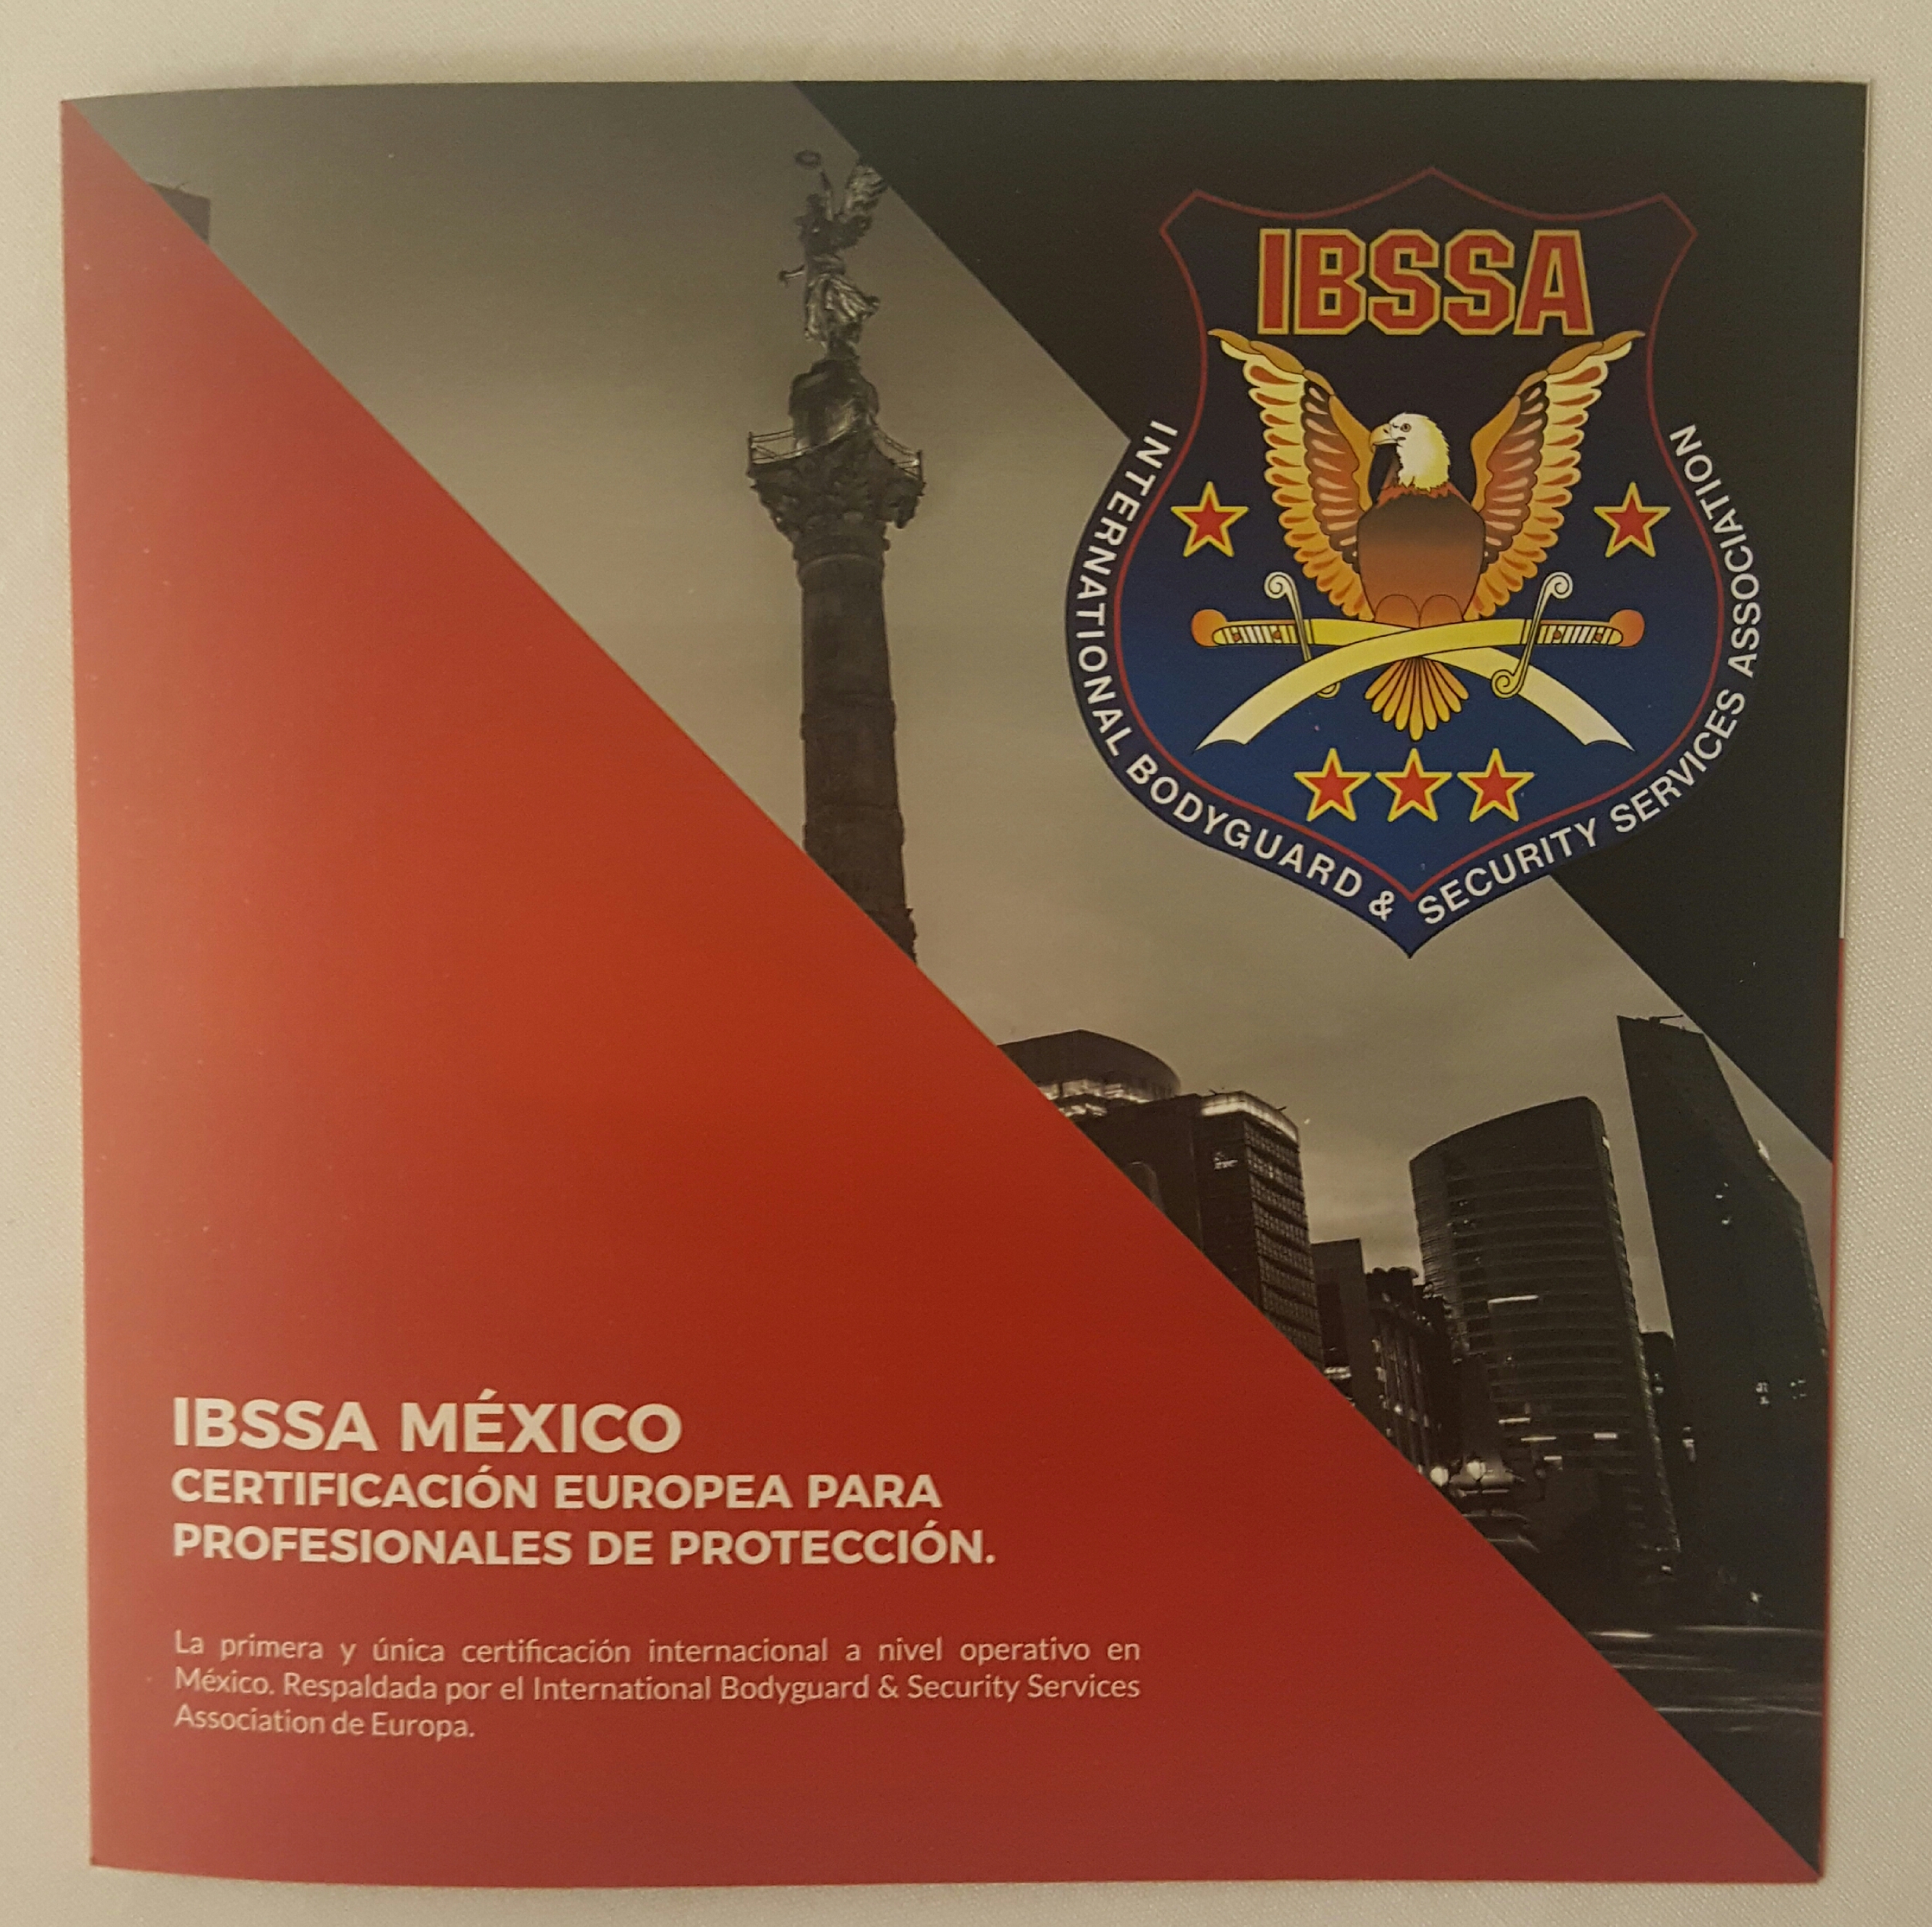 IBSSA
INTERNATIONAL BODYGUARD & SECURITY SERVICES ASSOCIATION
IBSSA MÉXICO
CERTIFICACIÓN EUROPEA PARA
PROFESIONALES DE PROTECCIÓN.
La primera y única certificación internacional a nivel operativo en
México. Respaldada por el International Bodyguard & Security Services
Association de Europa.